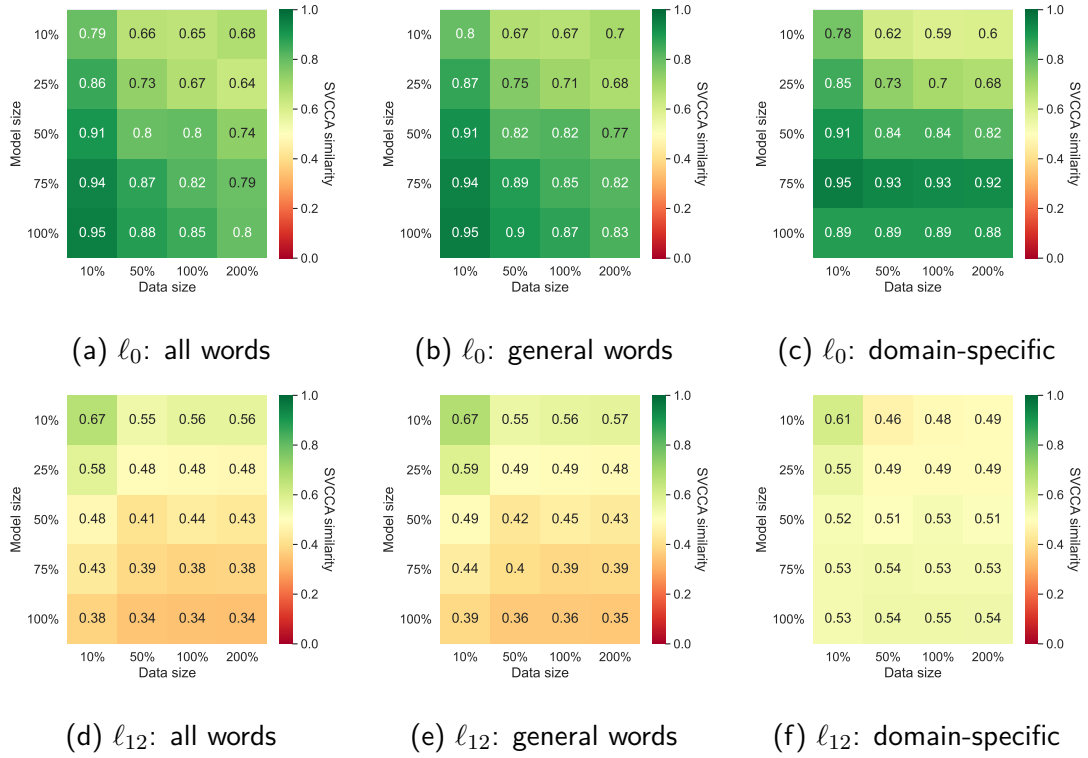 10% 0.79 0.66 0.65 0.68
25% 0.86 0.73 0.67 0.64
50% 0.91 0.8 0.8 0.74
75% 0.94 0.87 0.82 0.79
100% 0.95 0.88 0.85 0.8
10% 50% 100% 200%
Data size
Model size
1.0
0.8
0.6
0.4
0.2
0.0
SVCCA similarity
(a) ℓ0: all words
10% 0.8 0.67 0.67 0.7
25% 0.87 0.75 0.71 0.68
50% 0.91 0.82 0.82 0.77
75% 0.94 0.89 0.85 0.82
100% 0.95 0.9 0.87 0.83
10% 50% 100% 200%
Data size
Model size
1.0
0.8
0.6
0.4
0.2
0.0
SVCCA similarity
(b) ℓ0: general words
10% 0.78 0.62 0.59 0.6
25% 0.85 0.73 0.7 0.68
50% 0.91 0.84 0.84 0.82
75% 0.95 0.93 0.93 0.92
100% 0.89 0.89 0.89 0.88
10% 50% 100% 200%
Data size
Model size
1.0
0.8
0.6
0.4
0.2
0.0
SVCCA similarity
(c) ℓ0: domain-specific
10% 0.67 0.55 0.56 0.56
25% 0.58 0.48 0.48 0.48
50% 0.48 0.41 0.44 0.43
75% 0.43 0.39 0.38 0.38
100% 0.38 0.34 0.34 0.34
10% 50% 100% 200%
Data size
Model size
1.0
0.8
0.6
0.4
0.2
0.0
SVCCA similarity
(d) ℓ12: all words
10% 0.67 0.55 0.56 0.57
25% 0.59 0.49 0.49 0.48
50% 0.49 0.42 0.45 0.43
75% 0.44 0.4 0.39 0.39
100% 0.39 0.36 0.36 0.35
10% 50% 100% 200%
Data size
Model size
1.0
0.8
0.6
0.4
0.2
0.0
SVCCA similarity
(e) ℓ12: general words
10% 0.61 0.46 0.48 0.49
25% 0.55 0.49 0.49 0.49
50% 0.52 0.51 0.53 0.51
75% 0.53 0.54 0.53 0.53
100% 0.53 0.54 0.55 0.54
10% 50% 100% 200%
Data size
Model size
1.0
0.8
0.6
0.4
0.2
0.0
SVCCA similarity
(f) ℓ12: domain-specific